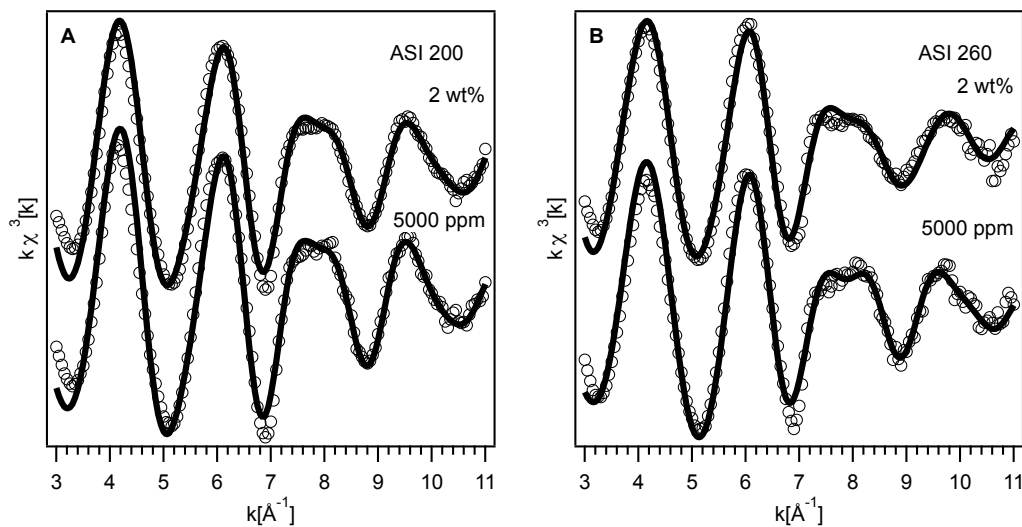 A
ASI 200
2 wt%
5000 ppm
k χ ³[k]
3 4 5 6 7 8 9 10 11
k[Å⁻¹]
B
ASI 260
2 wt%
5000 ppm
k χ ³[k]
3 4 5 6 7 8 9 10 11
k[Å⁻¹]